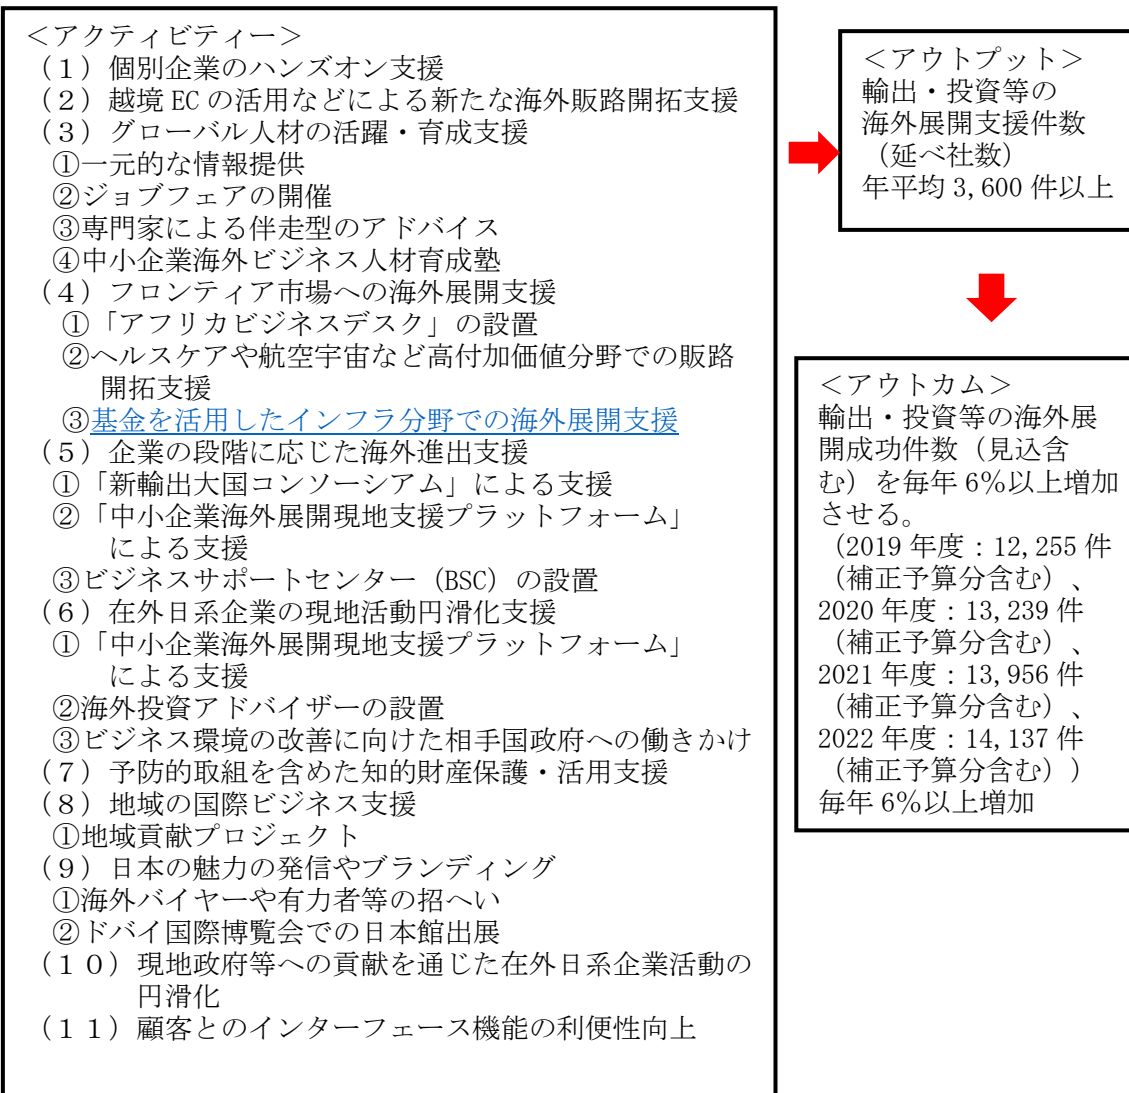 ＜アクティビティー＞
（１）個別企業のハンズオン支援
（２）越境 EC の活用などによる新たな海外販路開拓支援
（３）グローバル人材の活躍・育成支援
①一元的な情報提供
②ジョブフェアの開催
③専門家による伴走型のアドバイス
④中小企業海外ビジネス人材育成塾
（４）フロンティア市場への海外展開支援
①「アフリカビジネスデスク」の設置
②ヘルスケアや航空宇宙など高付加価値分野での販路
開拓支援
③基金を活用したインフラ分野での海外展開支援
（５）企業の段階に応じた海外進出支援
①「新輸出大国コンソーシアム」による支援
②「中小企業海外展開現地支援プラットフォーム」
による支援
③ビジネスサポートセンター（BSC）の設置
（６）在外日系企業の現地活動円滑化支援
①「中小企業海外展開現地支援プラットフォーム」
による支援
②海外投資アドバイザーの設置
③ビジネス環境の改善に向けた相手国政府への働きかけ
（７）予防的取組を含めた知的財産保護・活用支援
（８）地域の国際ビジネス支援
①地域貢献プロジェクト
（９）日本の魅力の発信やブランディング
①海外バイヤーや有力者等の招へい
②ドバイ国際博覧会での日本館出展
（１０）現地政府等への貢献を通じた在外日系企業活動の
円滑化
（１１）顧客とのインターフェース機能の利便性向上
＜アウトプット＞
輸出・投資等の
海外展開支援件数
（延べ社数）
年平均 3,600 件以上
＜アウトカム＞
輸出・投資等の海外展
開成功件数（見込含
む）を毎年 6％以上増加
させる。
（2019 年度：12,255 件
（補正予算分含む）、
2020 年度：13,239 件
（補正予算分含む）、
2021 年度：13,956 件
（補正予算分含む）、
2022 年度：14,137 件
（補正予算分含む））
毎年 6％以上増加